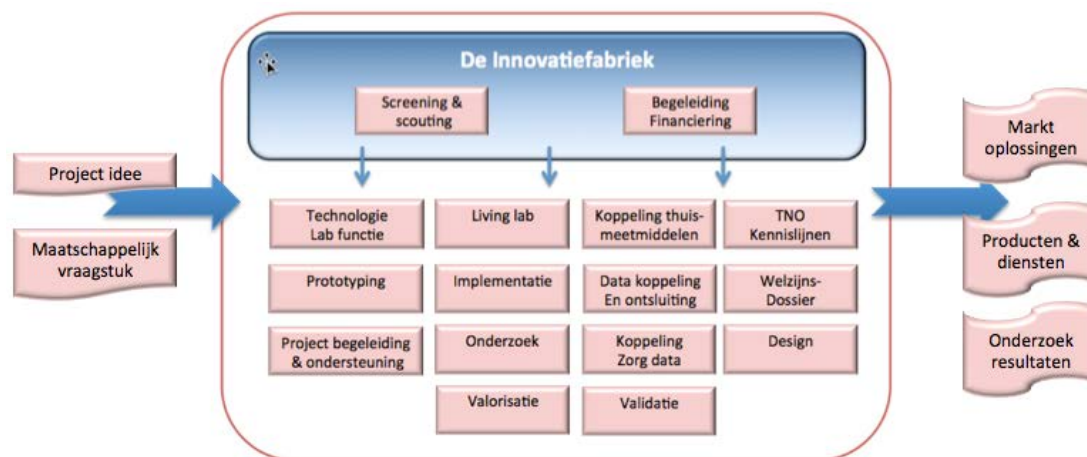 De Innovatiefabriek
Screening &
scouting
Begeleiding
Financiering
Project idee
Maatschappelijk
vraagstuk
Technologie
Lab functie
Living lab
Koppeling thuis-
meetmiddelen
TNO
Kennislijnen
Prototyping
Implementatie
Data koppeling
En ontsluiting
Welzijns-
Dossier
Project begeleiding
& ondersteuning
Onderzoek
Koppeling
Zorg data
Design
Valorisatie
Validatie
Markt
oplossingen
Producten &
diensten
Onderzoek
resultaten